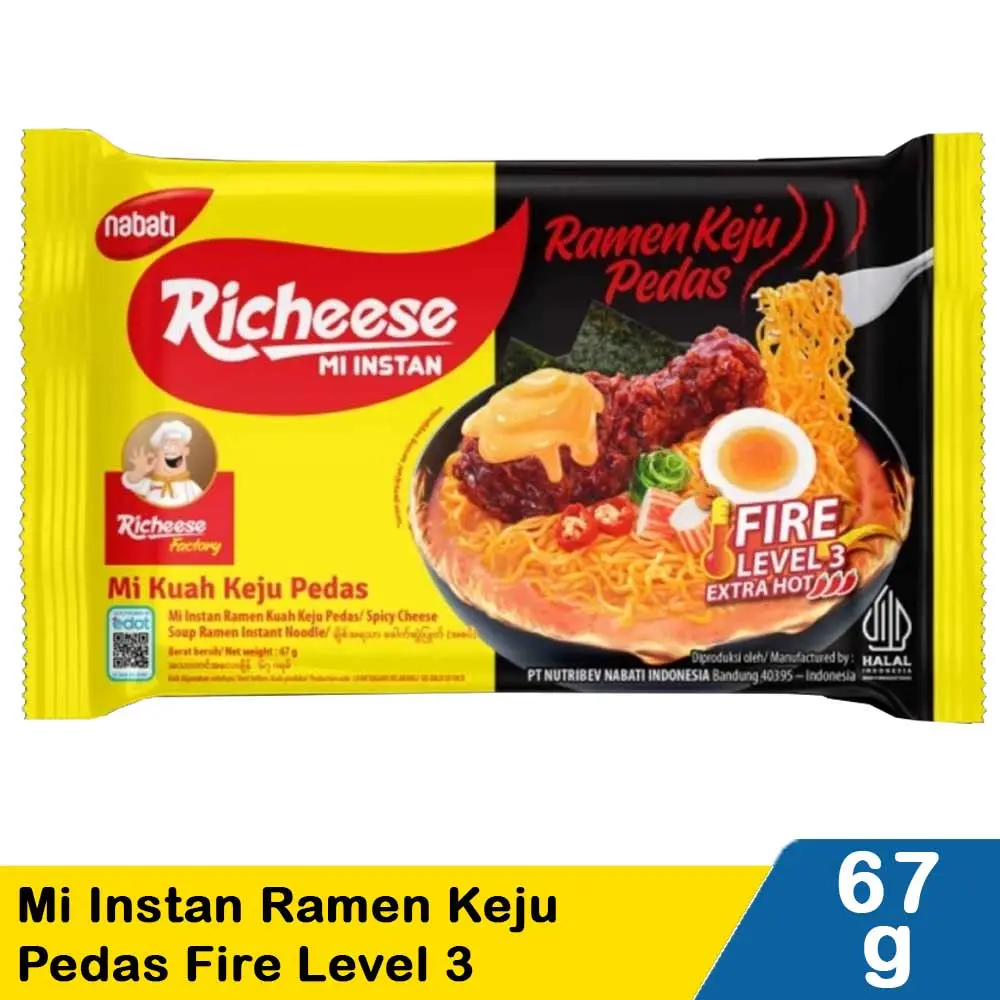 nabati
Richeese
MI INSTAN
Ramen Keju
Pedas
Richeese
Factory
FIRE
LEVEL 3
EXTRA HOT
Mi Kuah Keju Pedas
Mi Instan Ramen Kuah Keju Pedas/ Spicy Cheese
Soup Ramen Instant Noodle/
Berat bersih/ Net weight : 67 g
edot
Diproduksi oleh/ Manufactured by :
PT NUTRIBEV NABATI INDONESIA Bandung 40395 – Indonesia
HALAL
INDONESIA
Mi Instan Ramen Keju
Pedas Fire Level 3
67
g